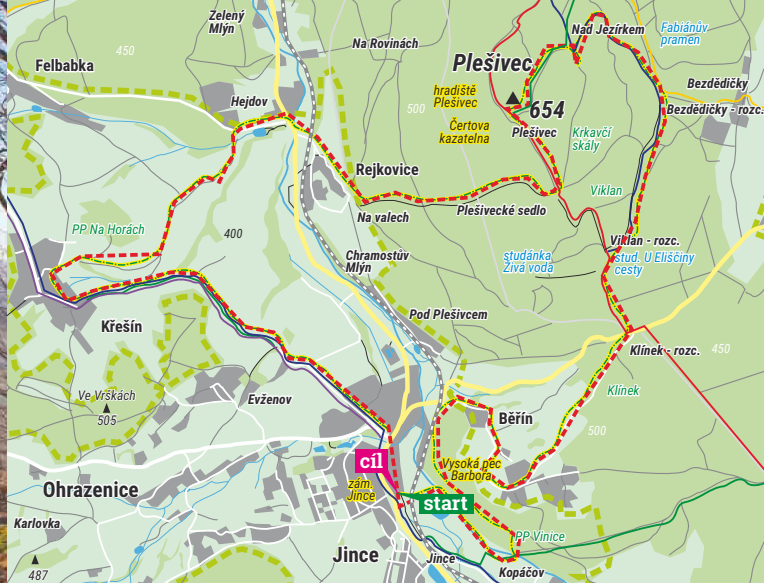 Zelený
Mlýn
450
Na Rovinách
Nad Jezírkem
Fabiánův
pramen
Felbabka
Plešivec
Bezdědičky
hradiště
Plešivec
Hejdov
500
654
Bezdědičky - rozc.
Čertova
kazatelna
Plešivec
Krkavčí
skály
Rejkovice
Viklan
Na valech
Plešivecké sedlo
PP Na Horách
400
Viklan - rozc.
Chramostův
Mlýn
studánka
Živá voda
stud. U Eliščiny
cesty
Pod Plešivcem
Křešín
Klínek - rozc.
450
Ve Vrškách
505
Evženov
Klínek
Běřín
500
cíl
Vysoká pec
Barbora
Ohrazenice
zám.
Jince
start
Karlovka
PP Vinice
487
Jince
Jince
Kopáčov